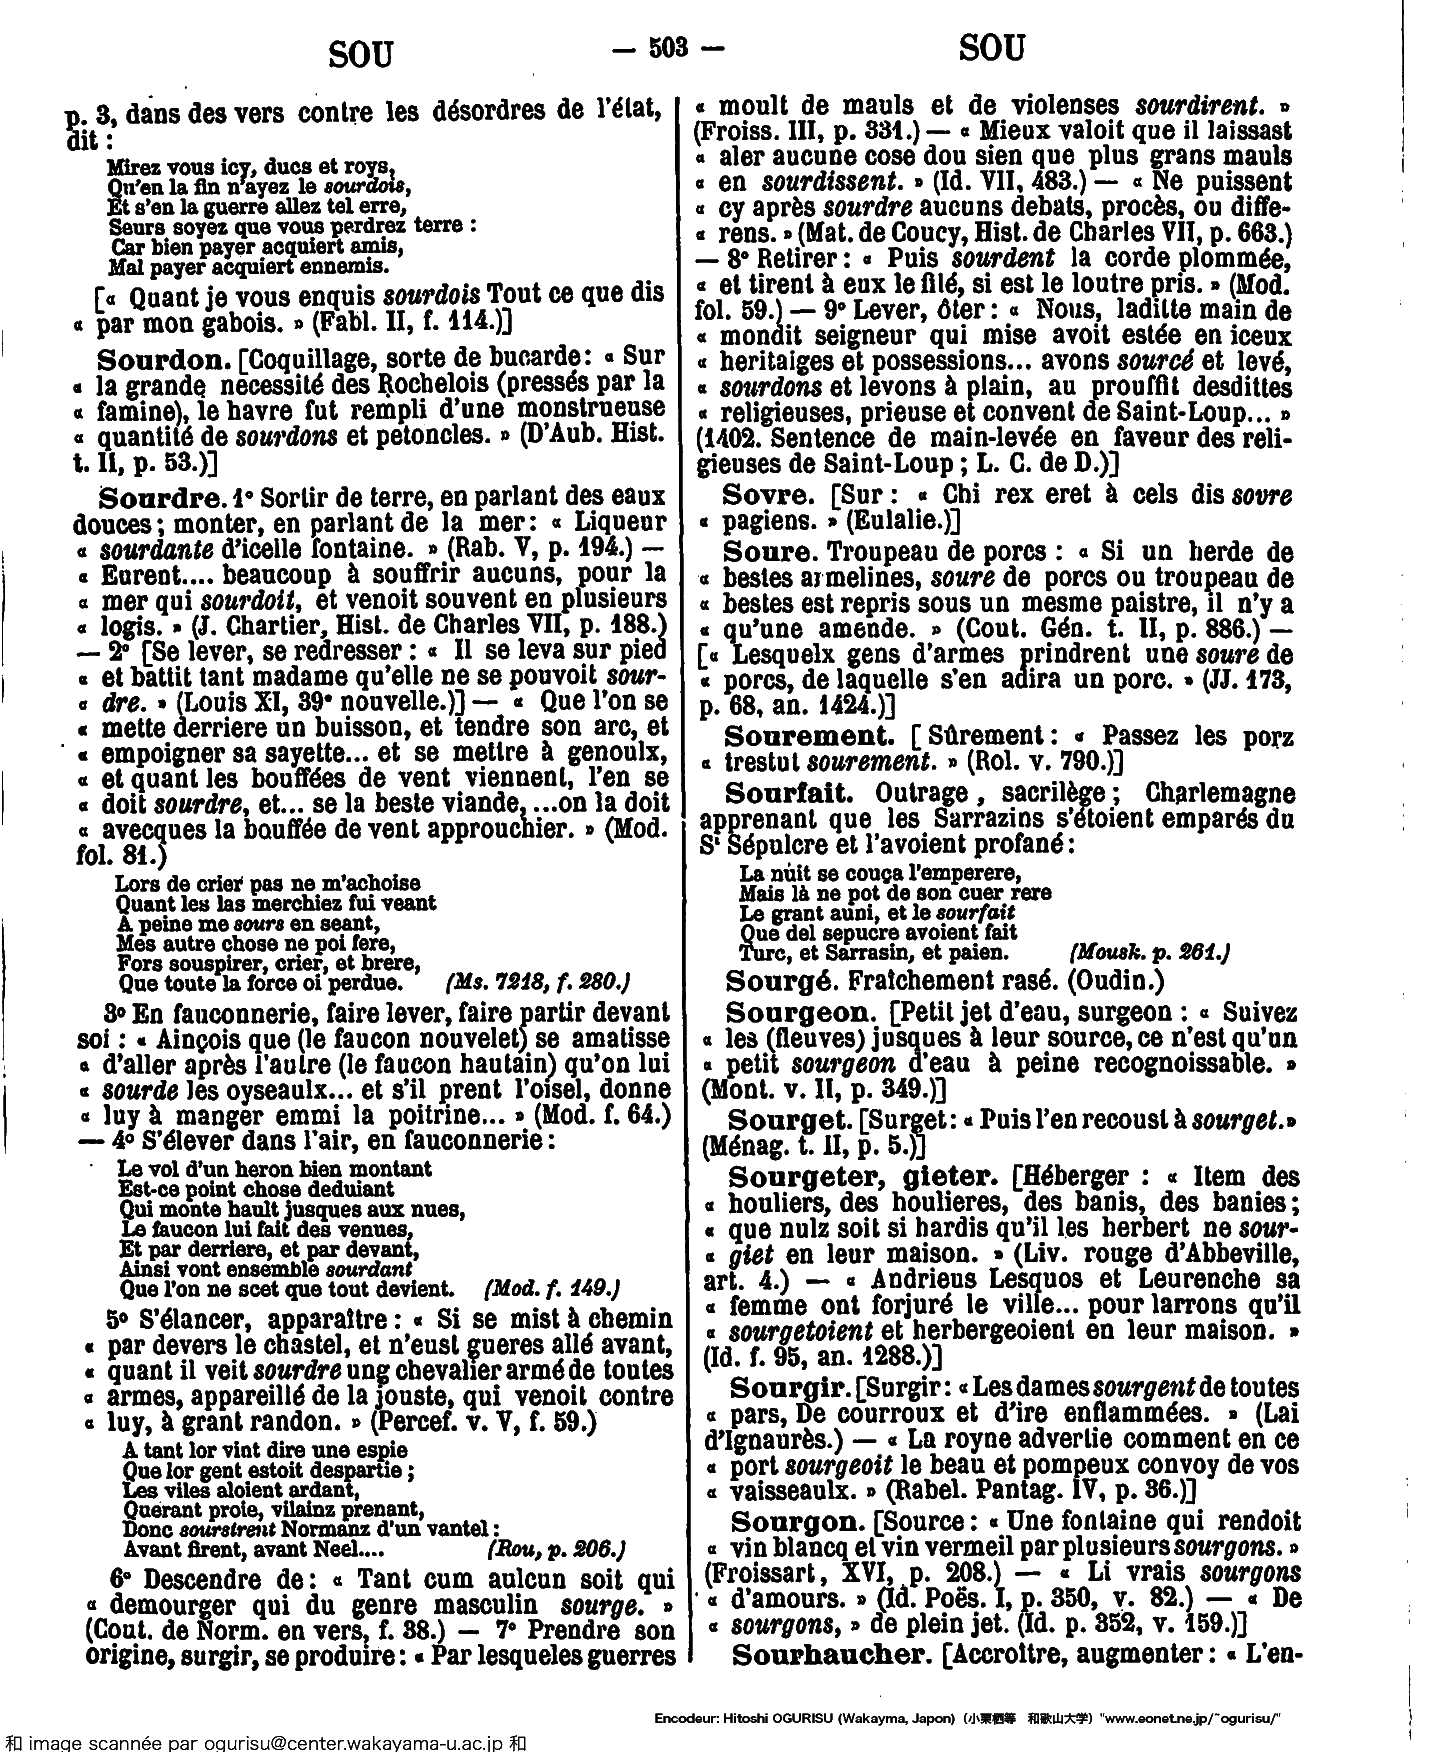 SOU
— 503 —
SOU
p. 3, dans des vers contre les désordres de l'état,
dit :
Mirez vous icy, ducs et roys,
Qu'en la fin n'ayez le sourdois,
Et s'en la guerre allez tel erre,
Seurs soyez que vous perdrez terre :
Car bien payer acquiert amis,
Mal payer acquiert ennemis.
[« Quant je vous enquis sourdois Tout ce que dis
« par mon gabois. » (Fabl. II, f. 114.)]
Sourdon. [Coquillage, sorte de bucarde : « Sur
« la grande necessité des Rochelois (pressés par la
« famine), le havre fut rempli d'une monstrueuse
« quantité de sourdons et petoncles. » (D'Aub. Hist.
t. II, p. 53.)]
Sourdre. 1° Sortir de terre, en parlant des eaux
douces ; monter, en parlant de la mer : « Liqueur
« sourdante d'icelle fontaine. » (Rab. V, p. 194.) —
« Eurent.... beaucoup à souffrir aucuns, pour la
« mer qui sourdoit, et venoit souvent en plusieurs
« logis. » (J. Chartier, Hist. de Charles VII, p. 188.)
— 2° [Se lever, se redresser : « Il se leva sur pied
« et battit tant madame qu'elle ne se pouvoit sour-
« dre. » (Louis XI, 39e nouvelle.)] — « Que l'on se
« mette derriere un buisson, et tendre son arc, et
« empoigner sa sayette... et se mettre à genoulx,
« et quant les bouffées de vent viennent, l'en se
« doit sourdre, et... se la beste viande, ...on la doit
« avecques la bouffée de vent approuchier. » (Mod.
fol. 81.)
Lors de crier pas ne m'achoise
Quant les las merchiez fui veant
A peine me sours en seant,
Mes autre chose ne poi fere,
Fors souspirer, crier, et brere,
Que toute la force oi perdue. (Ms. 7218, f. 280.)
3° En fauconnerie, faire lever, faire partir devant
soi : « Ainçois que (le faucon nouvelet) se amatisse
« d'aller après l'autre (le faucon hautain) qu'on lui
« sourde les oyseaulx... et s'il prent l'oisel, donne
« luy à manger emmi la poitrine... » (Mod. f. 64.)
— 4° S'élever dans l'air, en fauconnerie :
Le vol d'un heron bien montant
Est-ce point chose deduiant
Qui monte hault jusques aux nues,
Le faucon lui fait des venues,
Et par derriere, et par devant,
Ainsi vont ensemble sourdant
Que l'on ne scet que tout devient. (Mod. f. 149.)
5° S'élancer, apparaître : « Si se mist à chemin
« par devers le chastel, et n'eust gueres allé avant,
« quant il veit sourdre ung chevalier armé de toutes
« armes, appareillé de la jouste, qui venoit contre
« luy, à grant randon. » (Percef. v. V, f. 59.)
A tant lor vint dire une espie
Que lor gent estoit despartie ;
Les viles aloient ardant,
Querant proie, vilainz prenant,
Donc sourstrent Normanz d'un vantel :
Avant firent, avant Neel.... (Rou, p. 206.)
6° Descendre de : « Tant cum aulcun soit qui
« demourger qui du genre masculin sourge. »
(Cout. de Norm. en vers, f. 38.) — 7° Prendre son
origine, surgir, se produire : « Par lesqueles guerres
« moult de mauls et de violenses sourdirent. »
(Froiss. III, p. 331.) — « Mieux valoit que il laissast
« aler aucune cose dou sien que plus grans mauls
« en sourdissent. » (Id. VII, 483.) — « Ne puissent
« cy après sourdre aucuns debats, procès, ou diffe-
« rens. » (Mat. de Coucy, Hist. de Charles VII, p. 663.)
— 8° Retirer : « Puis sourdent la corde plommée,
« et tirent à eux le filé, si est le loutre pris. » (Mod.
fol. 59.) — 9° Lever, ôter : « Nous, laditte main de
« mondit seigneur qui mise avoit estée en iceux
« heritaiges et possessions... avons sourcé et levé,
« sourdons et levons à plain, au prouffit desdittes
« religieuses, prieuse et convent de Saint-Loup... »
(1402. Sentence de main-levée en faveur des reli-
gieuses de Saint-Loup ; L. C. de D.)]
Sovre. [Sur : « Chi rex eret à cels dis sovre
« pagiens. » (Eulalie.)]
Soure. Troupeau de porcs : « Si un herde de
« bestes armelines, soure de porcs ou troupeau de
« bestes est repris sous un mesme paistre, il n'y a
« qu'une amende. » (Cout. Gén. t. II, p. 886.) —
[« Lesquelx gens d'armes prindrent une soure de
« porcs, de laquelle s'en adira un porc. » (JJ. 173,
p. 68, an. 1424.)]
Sourement. [Sûrement : « Passez les porz
« trestut sourement. » (Rol. v. 790.)]
Sourfait. Outrage, sacrilège ; Charlemagne
apprenant que les Sarrazins s'étoient emparés du
St Sépulcre et l'avoient profané :
La nuit se couça l'emperere,
Mais là ne pot de son cuer rere
Le grant auni, et le sourfait
Que del sepucre avoient fait
Turc, et Sarrasin, et paien. (Mousk. p. 261.)
Sourgé. Fraîchement rasé. (Oudin.)
Sourgeon. [Petit jet d'eau, surgeon : « Suivez
« les (fleuves) jusques à leur source, ce n'est qu'un
« petit sourgeon d'eau à peine recognoissable. »
(Mont. v. II, p. 349.)]
Sourget. [Surget : « Puis l'en recoust à sourget. »
(Ménag. t. II, p. 5.)]
Sourgeter, gieter. [Héberger : « Item des
« houliers, des houlieres, des banis, des banies ;
« que nulz soit si hardis qu'il les herbert ne sour-
« giet en leur maison. » (Liv. rouge d'Abbeville,
art. 4.) — « Andrieus Lesquos et Leurenche sa
« femme ont forjuré le ville... pour larrons qu'il
« sourgetoient et herbergeoient en leur maison. »
(Id. f. 95, an. 1288.)]
Sourgir. [Surgir : « Les dames sourgent de toutes
« pars, De courroux et d'ire enflammées. » (Lai
d'Ignaurès.) — « La royne advertie comment en ce
« port sourgeoit le beau et pompeux convoy de vos
« vaisseaulx. » (Rabel. Pantag. IV, p. 36.)]
Sourgon. [Source : « Une fontaine qui rendoit
« vin blancq et vin vermeil par plusieurs sourgons. »
(Froissart, XVI, p. 208.) — « Li vrais sourgons
« d'amours. » (Id. Poës. I, p. 350, v. 82.) — « De
« sourgons, » de plein jet. (Id. p. 352, v. 159.)]
Sourhaucher. [Accroître, augmenter : « L'en-
Encodeur: Hitoshi OGURISU (Wakayma, Japon) (小栗栖等 和歌山大学) "www.eonet.ne.jp/~ogurisu/"
和 image scannée par ogurisu@center.wakayama-u.ac.jp 和